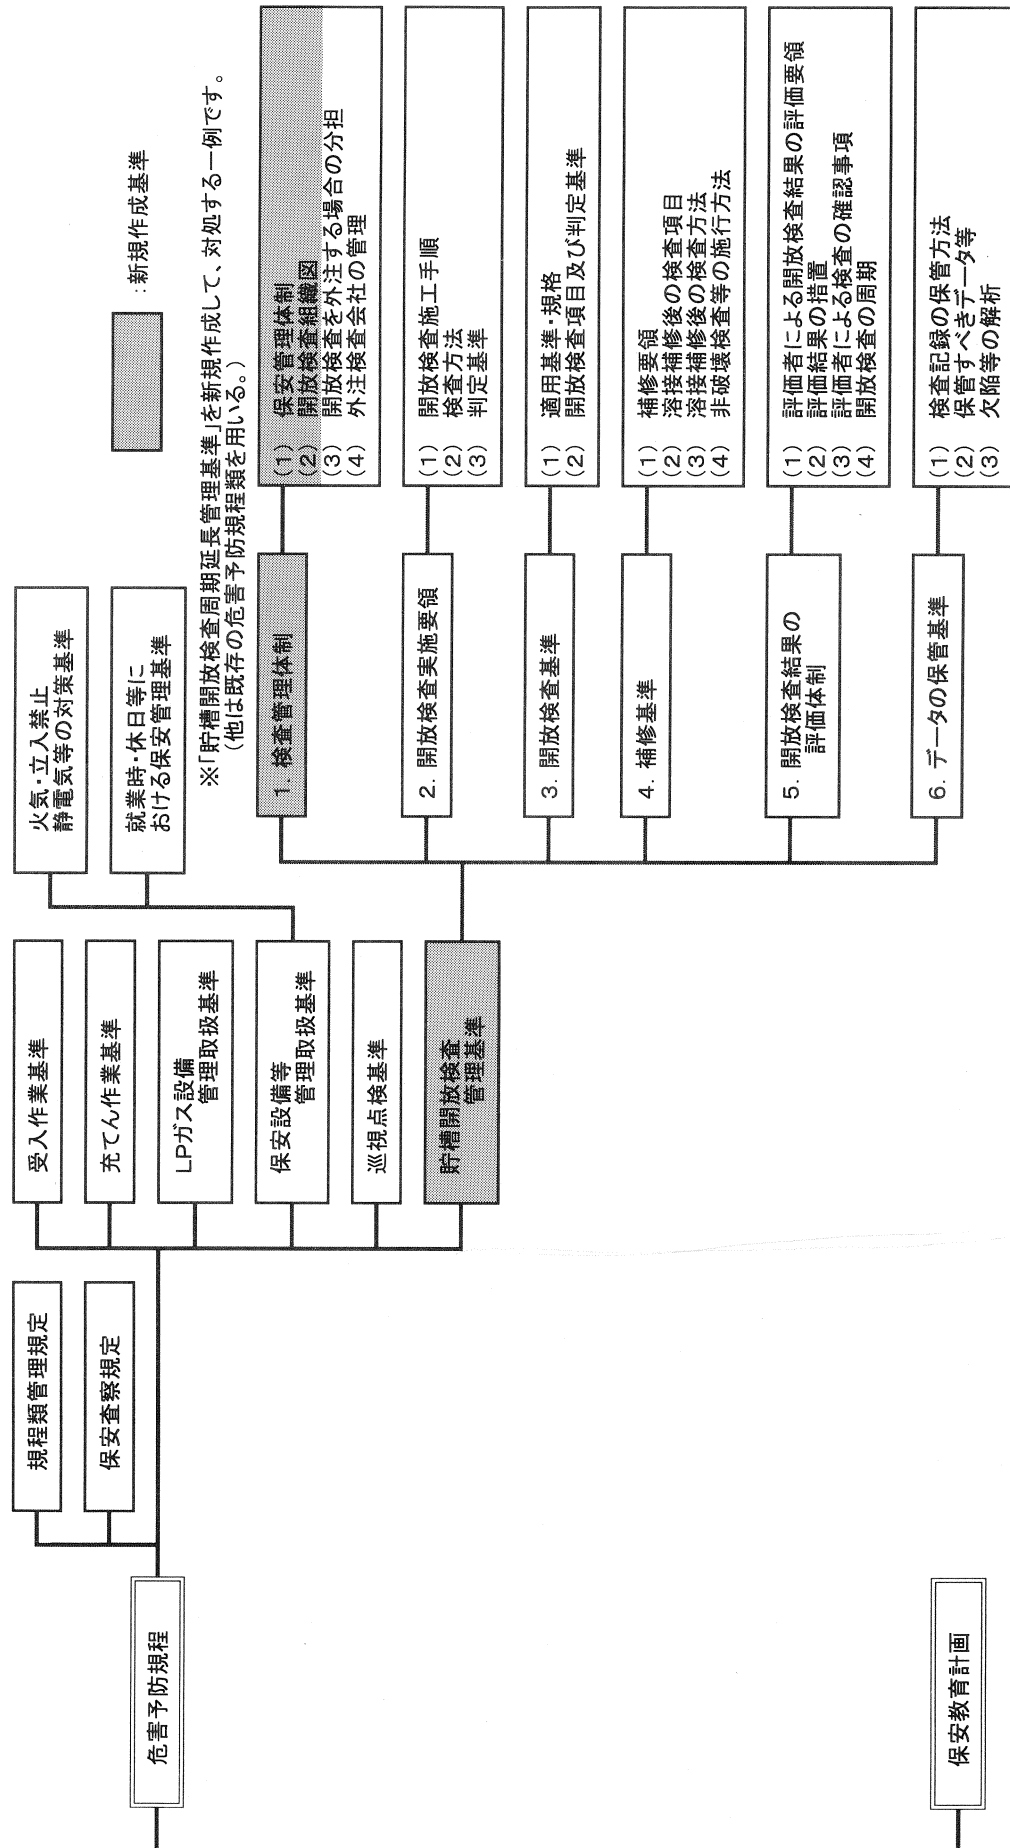 危害予防規程
規程類管理規定
保安査察規定
受入作業基準
充てん作業基準
LPガス設備
管理取扱基準
保安設備等
管理取扱基準
巡視点検基準
貯槽開放検査
管理基準
火気・立入禁止
静電気等の対策基準
就業時・休日等に
おける保安管理基準
：新規作成基準
※「貯槽開放検査周期延長管理基準」を新規作成して、対処する一例です。
（他は既存の危害予防規程類を用いる。）
1. 検査管理体制
(1) 保安管理体制
(2) 開放検査組織図
(3) 開放検査を外注する場合の分担
(4) 外注検査会社の管理
2. 開放検査実施要領
(1) 開放検査施工手順
(2) 検査方法
(3) 判定基準
3. 開放検査基準
(1) 適用基準・規格
(2) 開放検査項目及び判定基準
4. 補修基準
(1) 補修要領
(2) 溶接補修後の検査項目
(3) 溶接補修後の検査方法
(4) 非破壊検査等の施行方法
5. 開放検査結果の
評価体制
(1) 評価者による開放検査結果の評価要領
(2) 評価結果の措置
(3) 評価者による検査の確認事項
(4) 開放検査の周期
6. データの保管基準
(1) 検査記録の保管方法
(2) 保管すべきデータ等
(3) 欠陥等の解析
保安教育計画